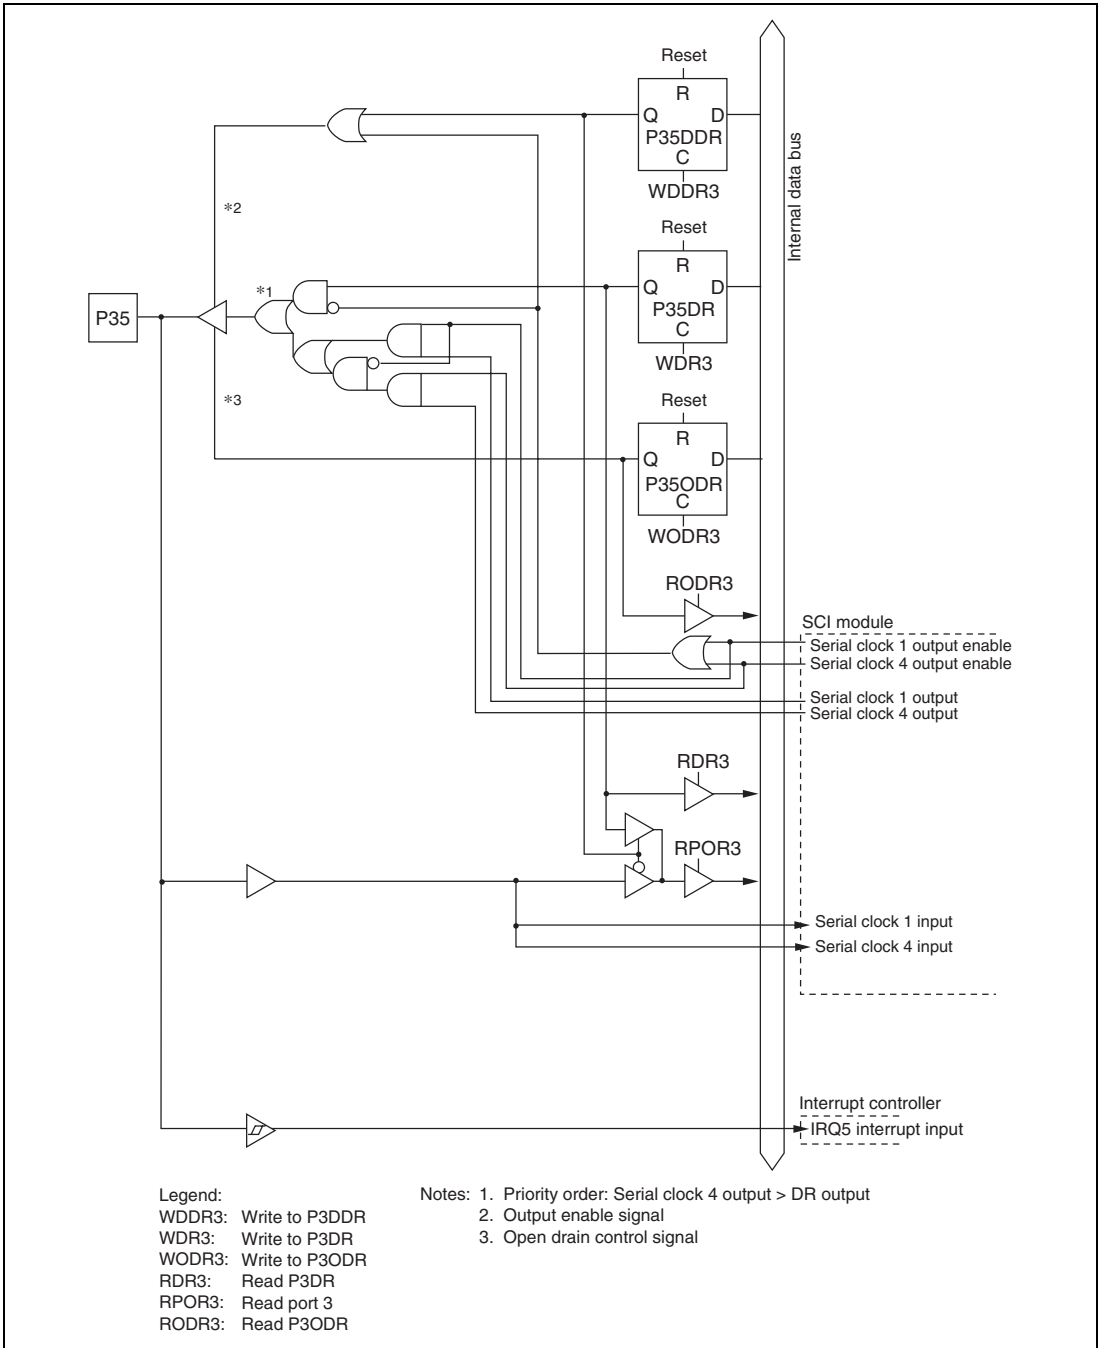 Reset
R
Q D
P35DDR
C
WDDR3
Internal data bus
*2
Reset
R
Q D
P35DR
C
WDR3
*1
P35
*3
Reset
R
Q D
P35ODR
C
WODR3
RODR3
SCI module
Serial clock 1 output enable
Serial clock 4 output enable
Serial clock 1 output
Serial clock 4 output
RDR3
RPOR3
Serial clock 1 input
Serial clock 4 input
Interrupt controller
IRQ5 interrupt input
Legend:
WDDR3: Write to P3DDR
WDR3: Write to P3DR
WODR3: Write to P3ODR
RDR3: Read P3DR
RPOR3: Read port 3
RODR3: Read P3ODR
Notes: 1. Priority order: Serial clock 4 output > DR output
2. Output enable signal
3. Open drain control signal